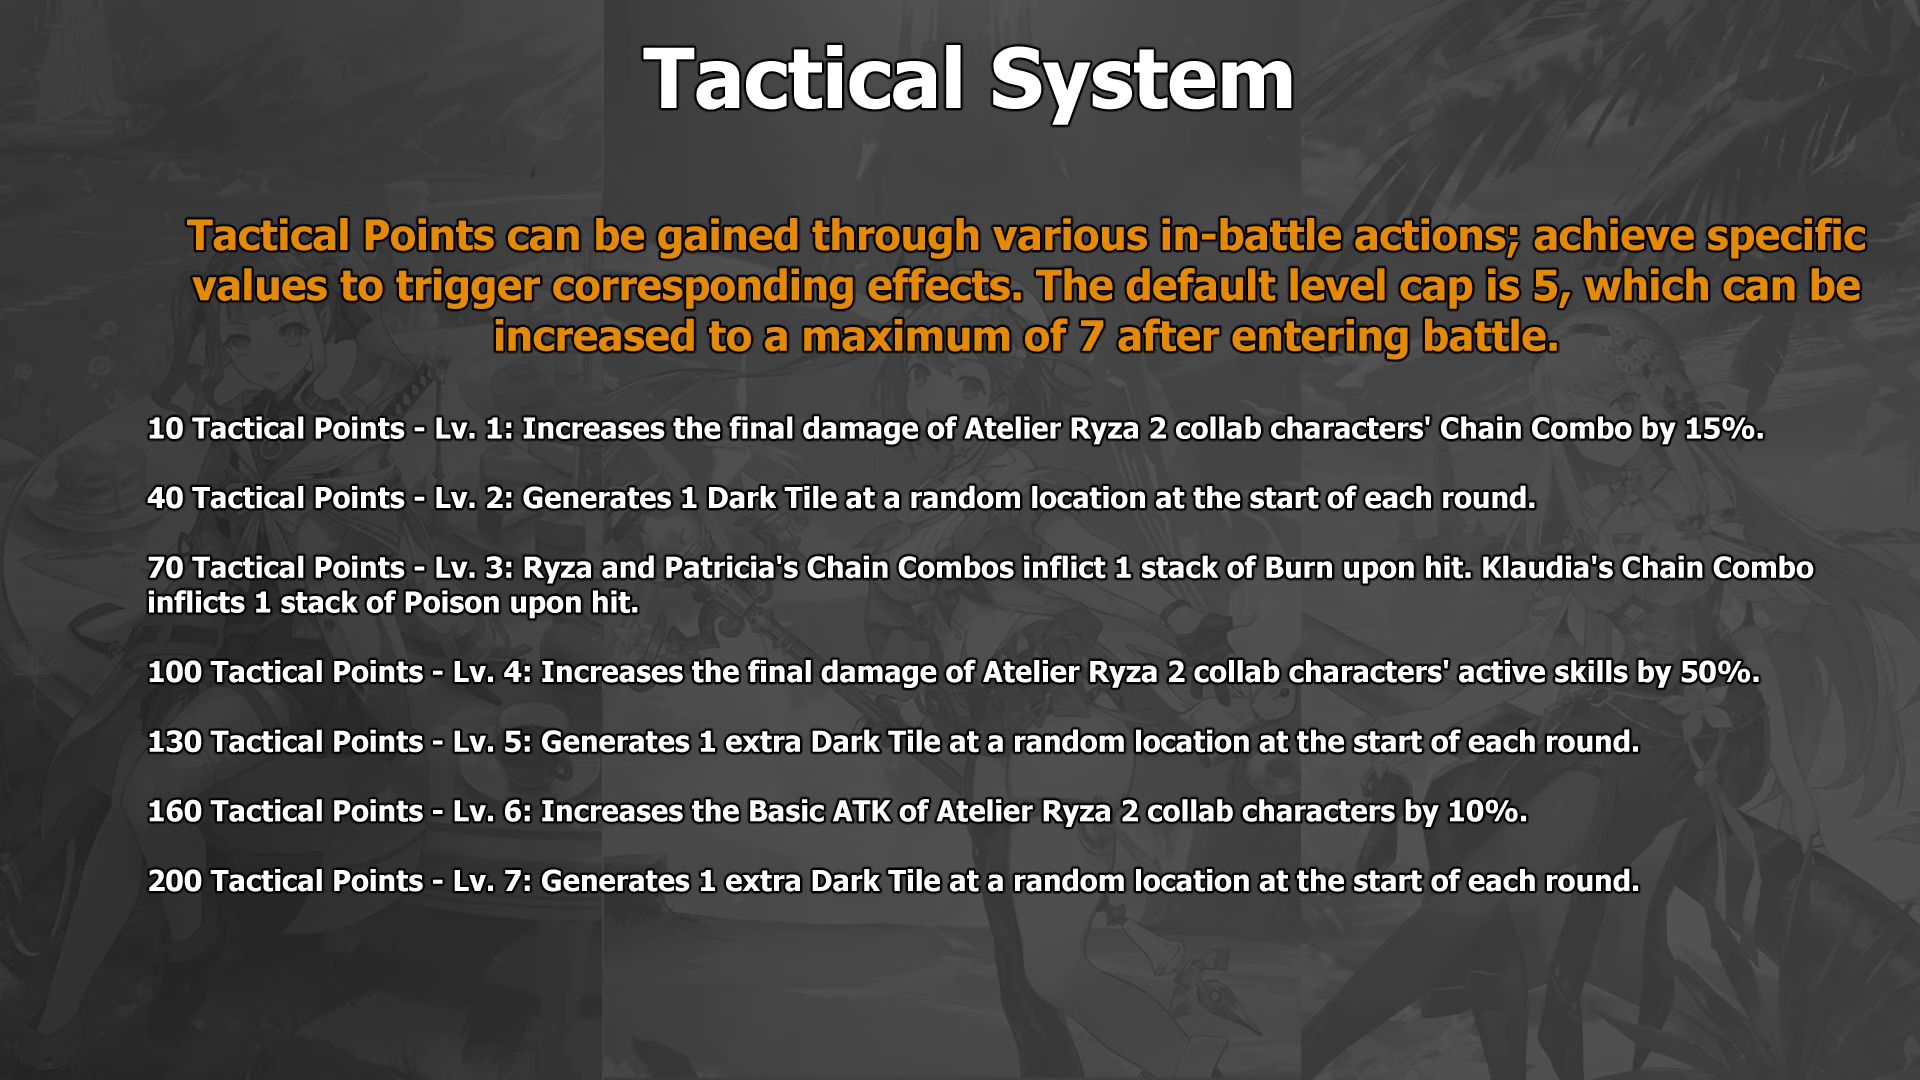 Tactical System
Tactical Points can be gained through various in-battle actions; achieve specific
values to trigger corresponding effects. The default level cap is 5, which can be
increased to a maximum of 7 after entering battle.
10 Tactical Points - Lv. 1: Increases the final damage of Atelier Ryza 2 collab characters' Chain Combo by 15%.
40 Tactical Points - Lv. 2: Generates 1 Dark Tile at a random location at the start of each round.
70 Tactical Points - Lv. 3: Ryza and Patricia's Chain Combos inflict 1 stack of Burn upon hit. Klaudia's Chain Combo
inflicts 1 stack of Poison upon hit.
100 Tactical Points - Lv. 4: Increases the final damage of Atelier Ryza 2 collab characters' active skills by 50%.
130 Tactical Points - Lv. 5: Generates 1 extra Dark Tile at a random location at the start of each round.
160 Tactical Points - Lv. 6: Increases the Basic ATK of Atelier Ryza 2 collab characters by 10%.
200 Tactical Points - Lv. 7: Generates 1 extra Dark Tile at a random location at the start of each round.